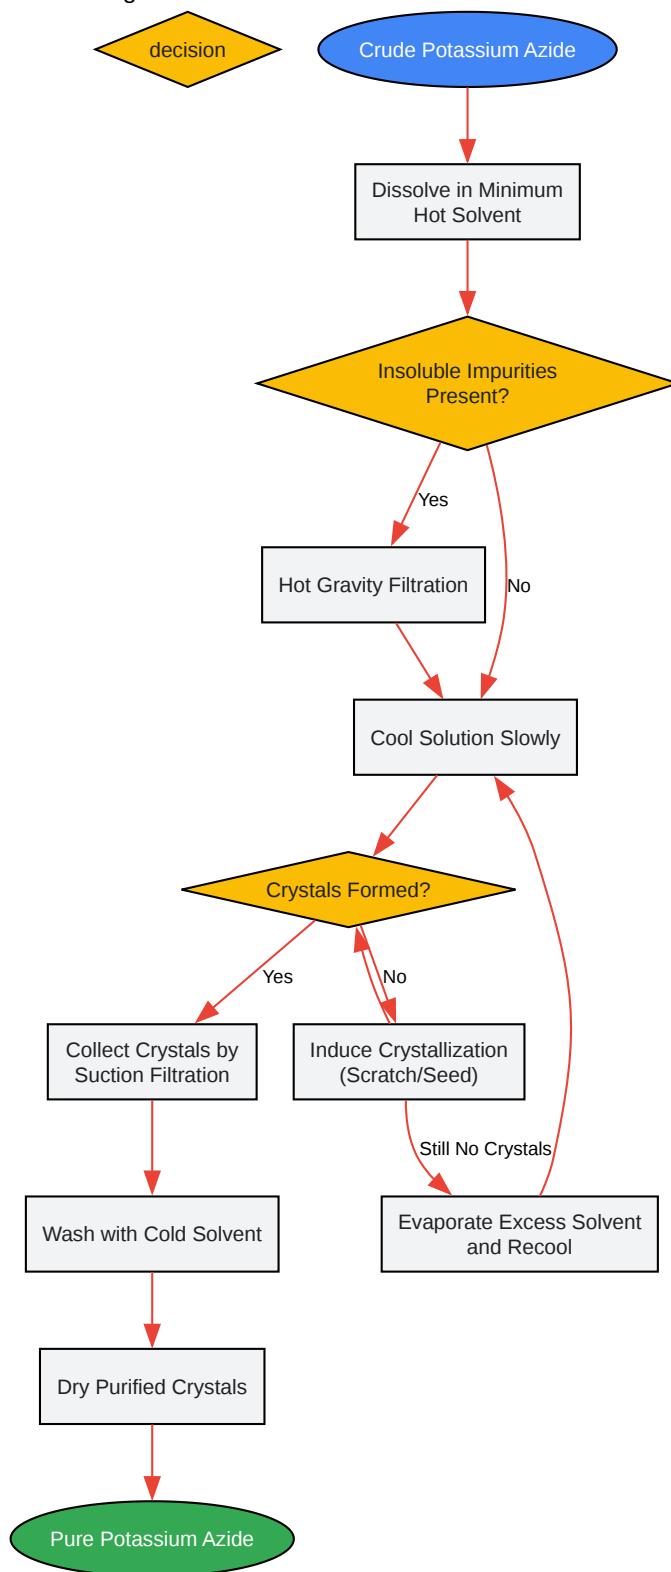 decision
Crude Potassium Azide
Dissolve in Minimum
Hot Solvent
Insoluble Impurities
Present?
Yes
Hot Gravity Filtration
No
Cool Solution Slowly
Crystals Formed?
Yes
No
Collect Crystals by
Suction Filtration
Induce Crystallization
(Scratch/Seed)
Still No Crystals
Wash with Cold Solvent
Evaporate Excess Solvent
and Recool
Dry Purified Crystals
Pure Potassium Azide